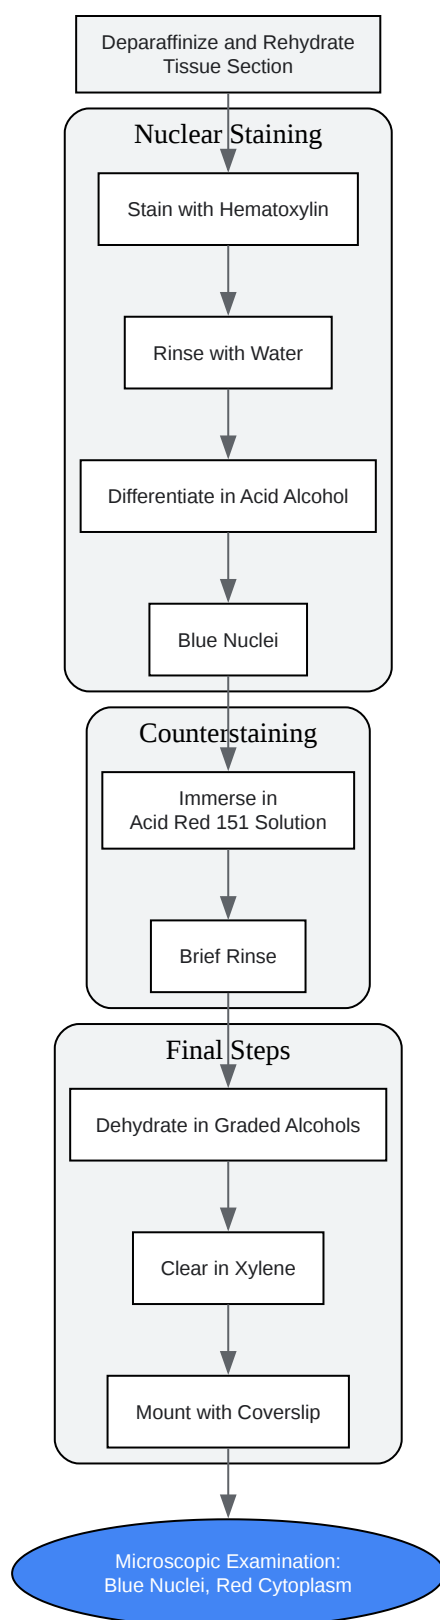 Deparaffinize and Rehydrate
Tissue Section
Nuclear Staining
Stain with Hematoxylin
Rinse with Water
Differentiate in Acid Alcohol
Blue Nuclei
Counterstaining
Immerse in
Acid Red 151 Solution
Brief Rinse
Final Steps
Dehydrate in Graded Alcohols
Clear in Xylene
Mount with Coverslip
Microscopic Examination:
Blue Nuclei, Red Cytoplasm